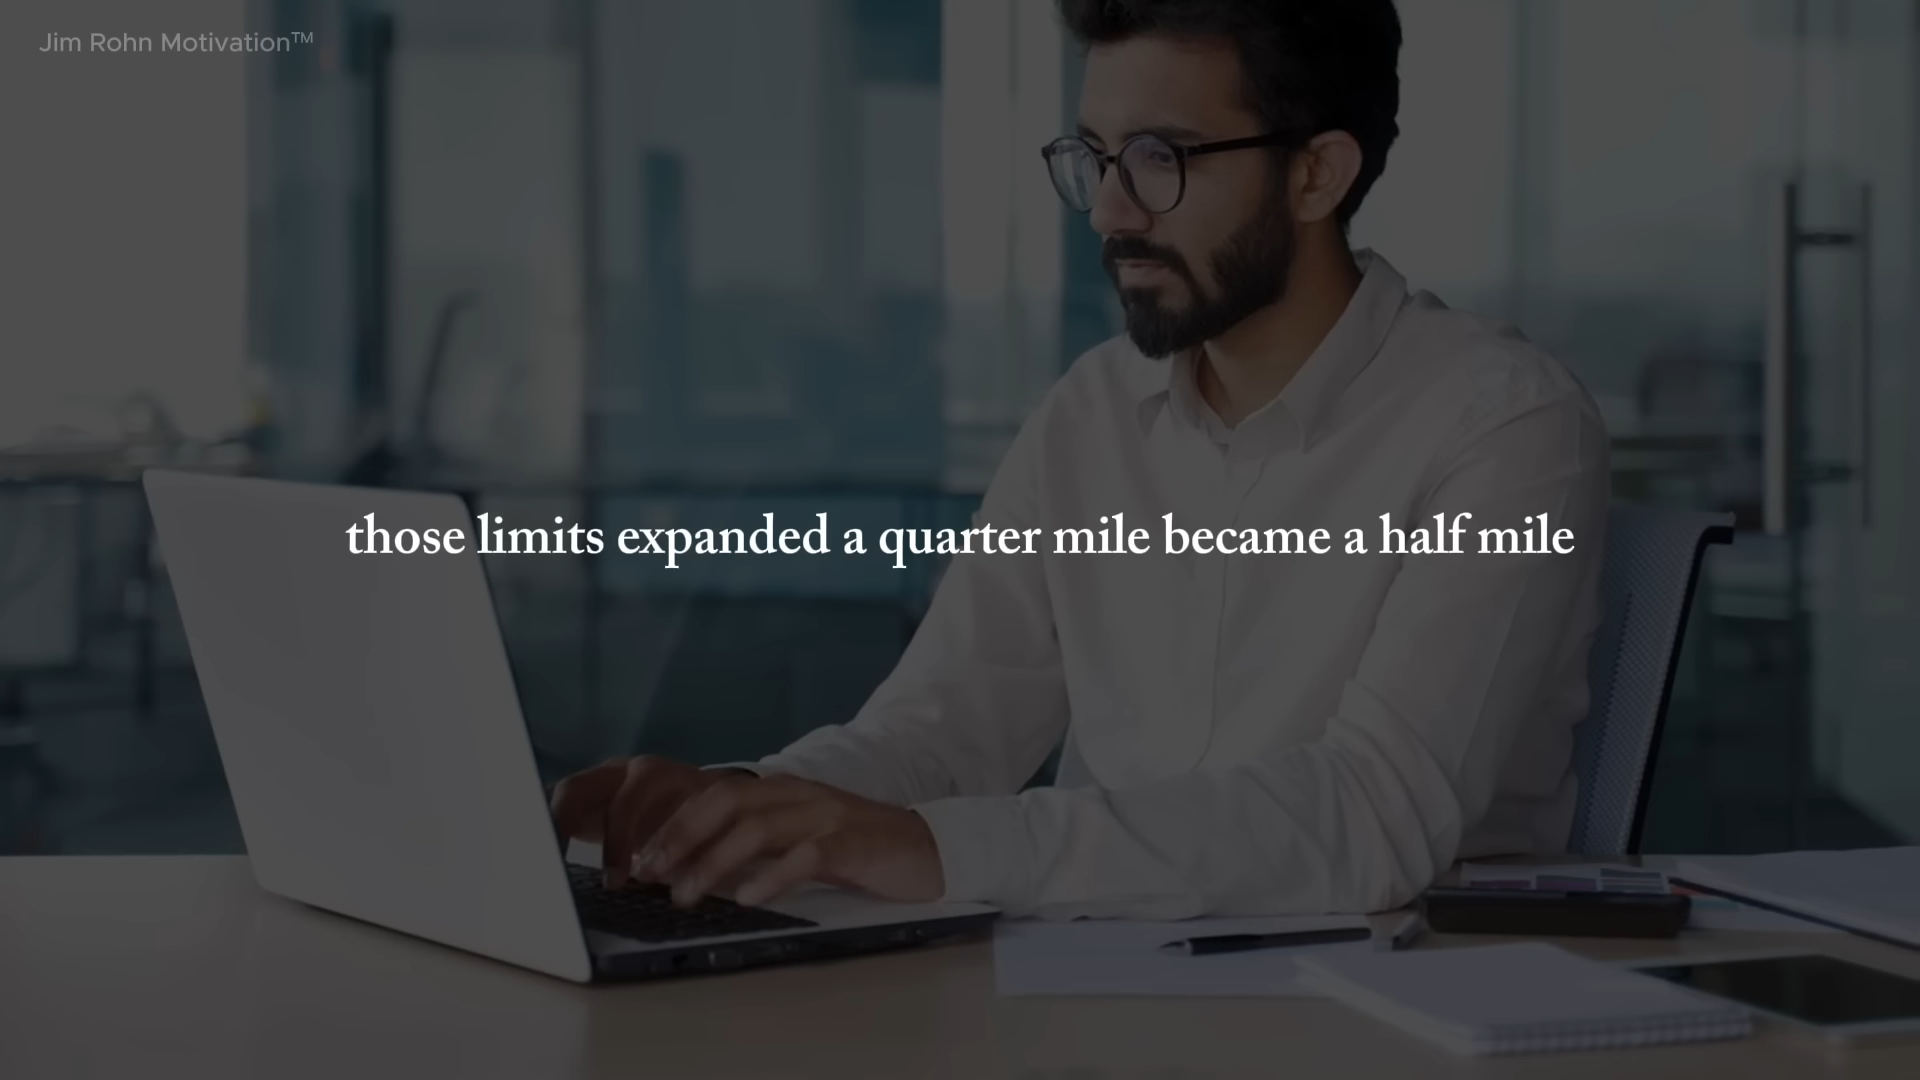 Jim Rohn Motivation™
those limits expanded a quarter mile became a half mile